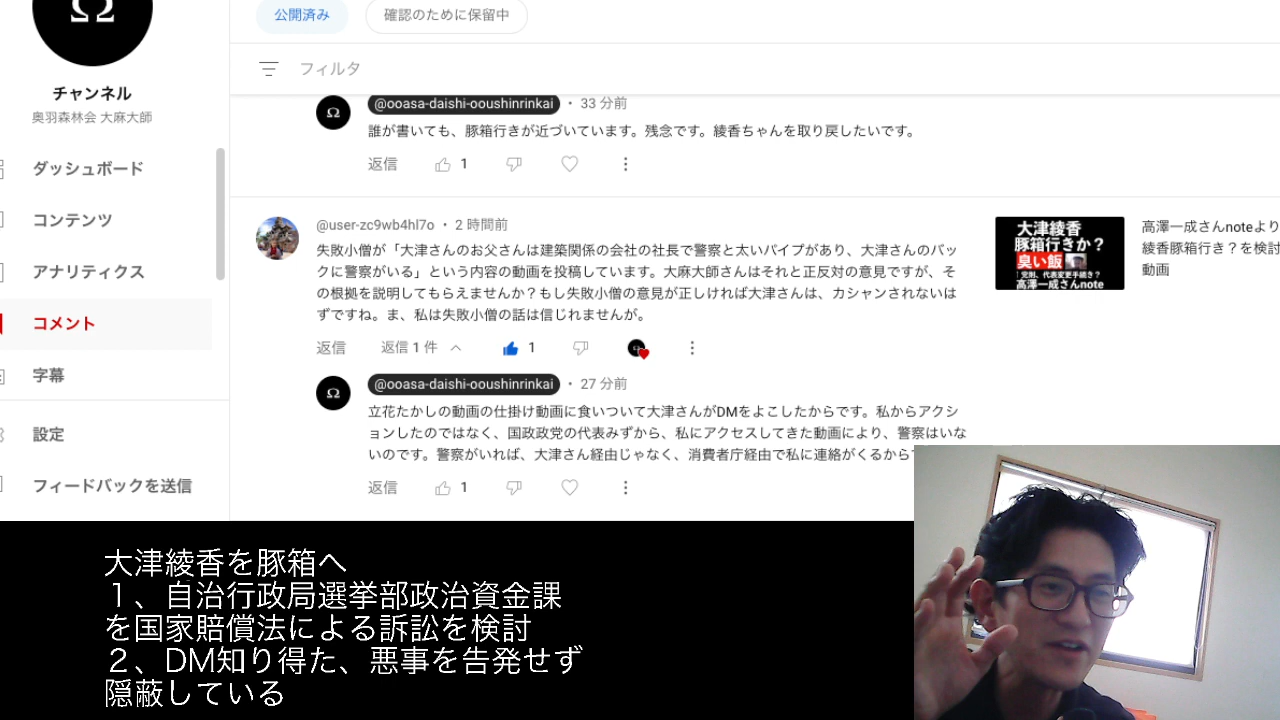 公開済み
確認のために保留中
フィルタ
チャンネル
奥羽森林会 大麻大師
ダッシュボード
コンテンツ
アナリティクス
コメント
字幕
設定
フィードバックを送信
@ooasa-daishi-ooushinrinkai ・ 33 分前
誰が書いても、豚箱行きが近づいています。残念です。綾香ちゃんを取り戻したいです。
返信 1
@user-zc9wb4hl7o ・ 2 時間前
失敗小僧が「大津さんのお父さんは建築関係の会社の社長で警察と太いパイプがあり、大津さんのバッ
クに警察がいる」という内容の動画を投稿しています。大麻大師さんはそれと正反対の意見ですが、そ
の根拠を説明してもらえませんか？もし失敗小僧の意見が正しければ大津さんは、カシャンされないは
ずですね。ま、私は失敗小僧の話は信じれませんが。
返信 返信 1 件 1
大津綾香
豚箱行きか？
臭い飯
党則、代表変更手続き？
高澤一成さんnote
高澤一成さんnoteより
綾香豚箱行き？を検討
動画
@ooasa-daishi-ooushinrinkai ・ 27 分前
立花たかしの動画の仕掛け動画に食いついて大津さんがDMをよこしたからです。私からアクシ
ョンしたのではなく、国政政党の代表みずから、私にアクセスしてきた動画により、警察はいな
いのです。警察がいれば、大津さん経由じゃなく、消費者庁経由で私に連絡がくるから
返信 1
大津綾香を豚箱へ
１、自治行政局選挙部政治資金課
を国家賠償法による訴訟を検討
２、DM知り得た、悪事を告発せず
隠蔽している